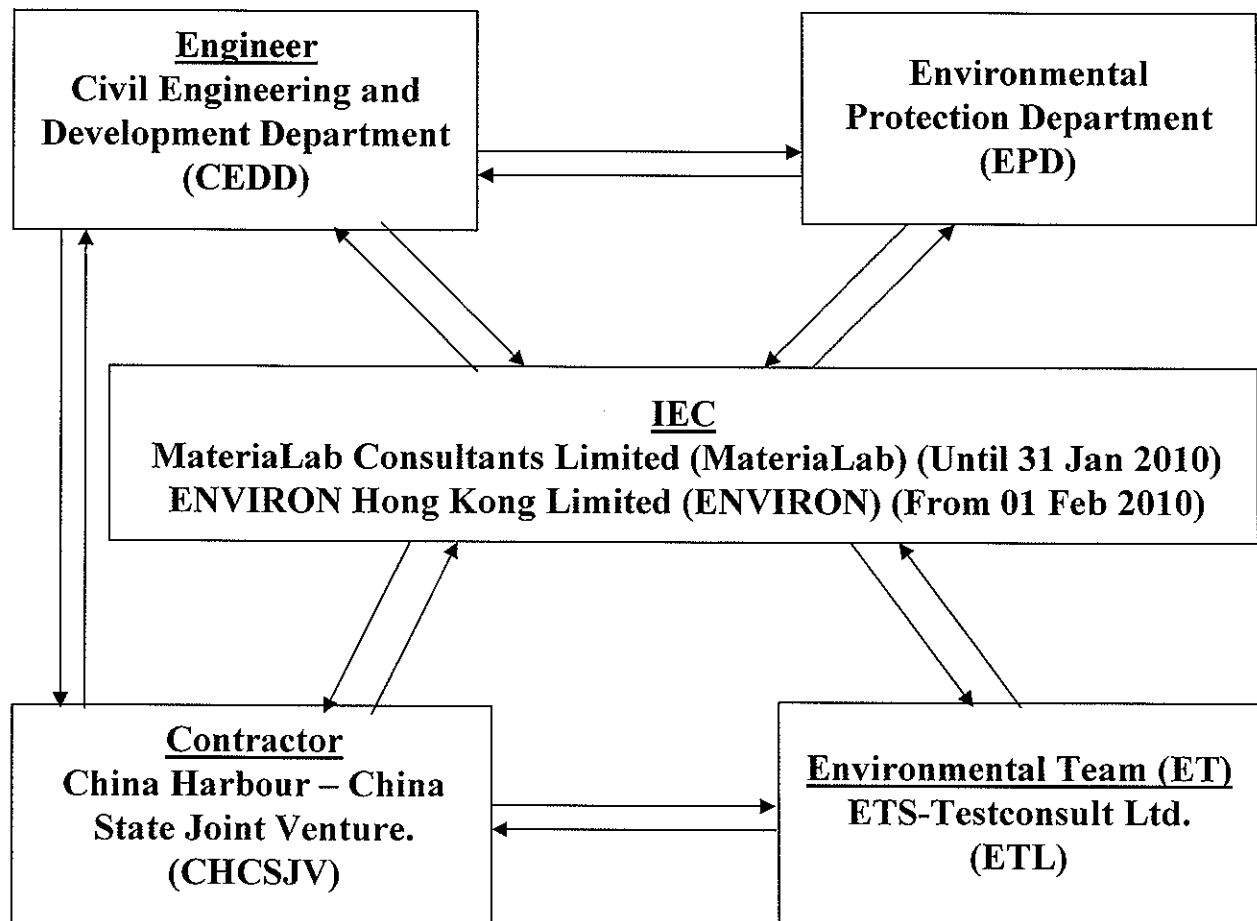 Engineer
Civil Engineering and
Development Department
(CEDD)
Environmental
Protection Department
(EPD)
IEC
MateriaLab Consultants Limited (MateriaLab) (Until 31 Jan 2010)
ENVIRON Hong Kong Limited (ENVIRON) (From 01 Feb 2010)
Contractor
China Harbour – China
State Joint Venture.
(CHCSJV)
Environmental Team (ET)
ETS-Testconsult Ltd.
(ETL)